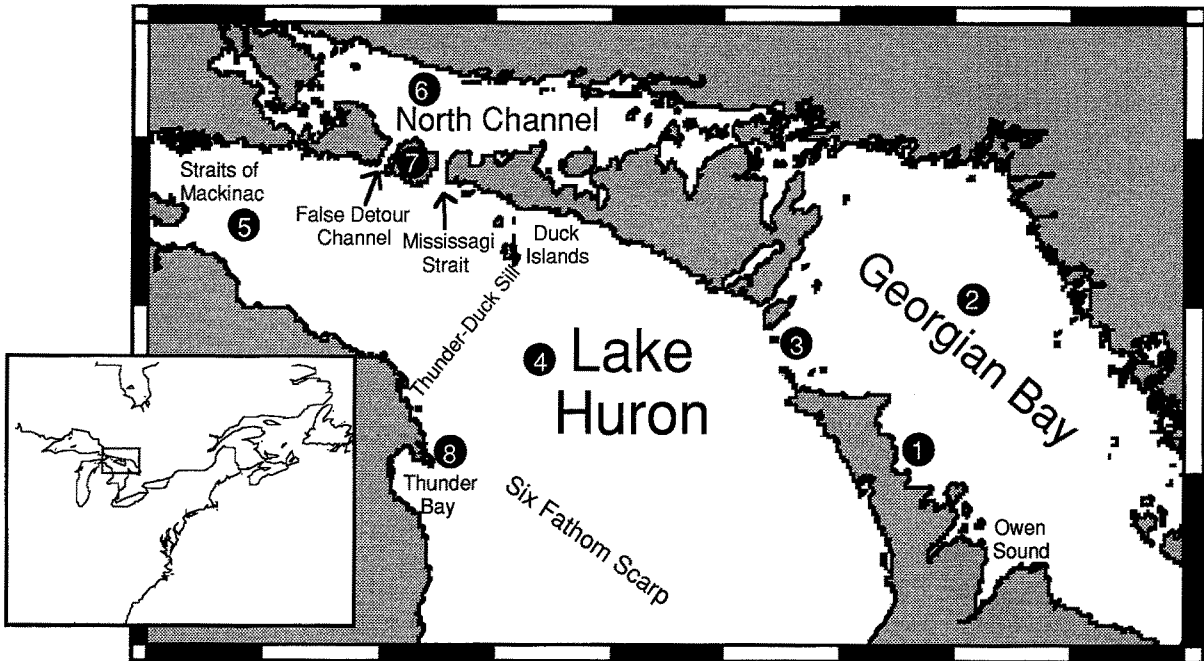 6
North Channel
7
Straits of
Mackinac
5
False Detour
Channel
Mississagi
Strait
Duck
Islands
Thunder-Duck Sill
Georgian Bay
2
3
4
Lake
Huron
1
8
Thunder
Bay
Six Fathom Scarp
Owen
Sound